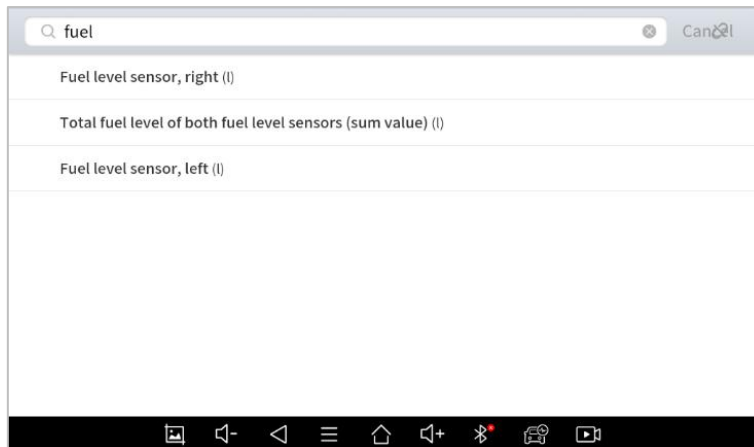 fuel
Cancel
Fuel level sensor, right (l)
Total fuel level of both fuel level sensors (sum value) (l)
Fuel level sensor, left (l)